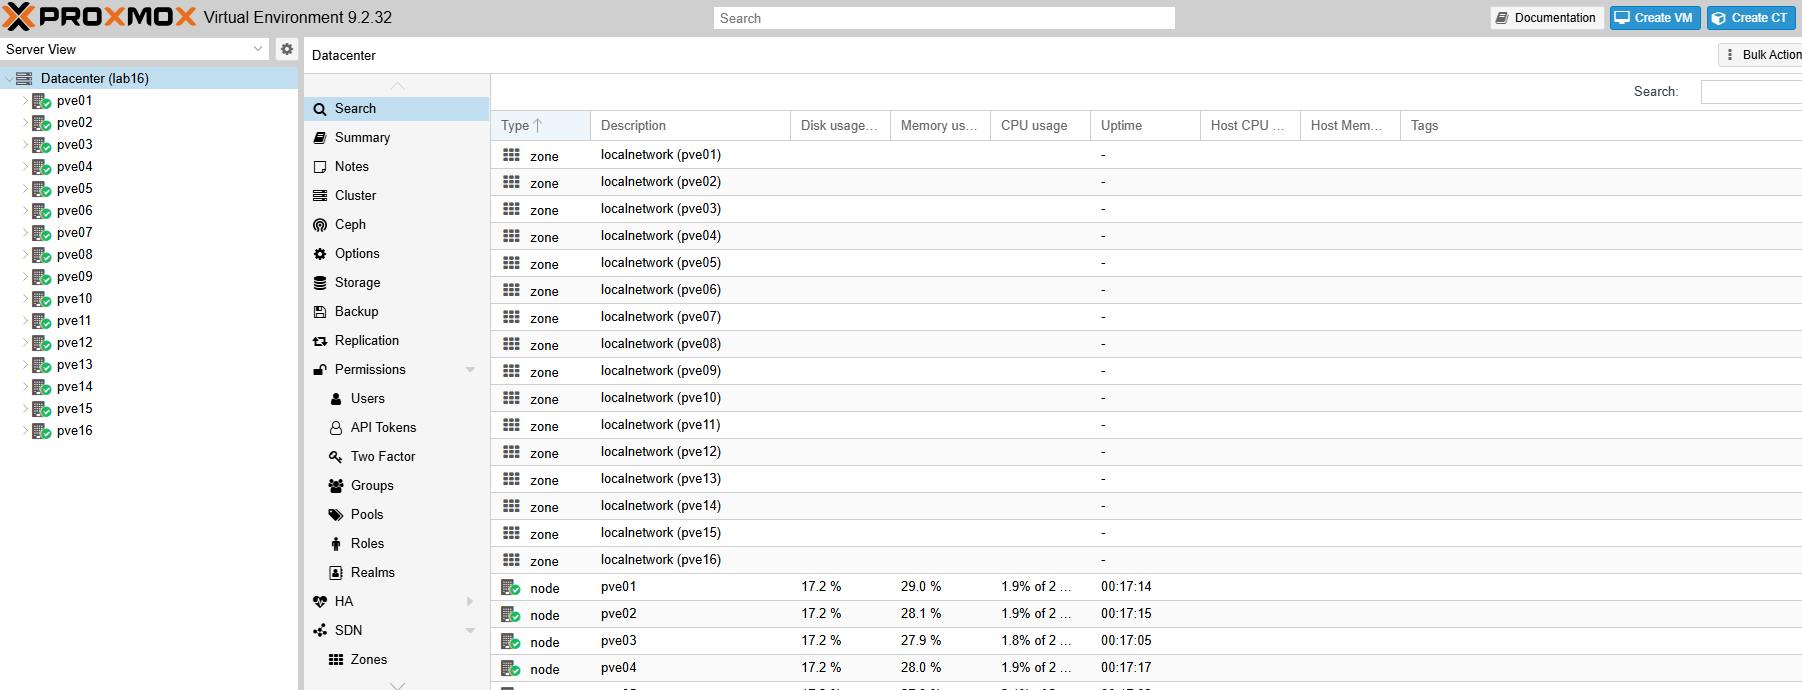 PROXMOX Virtual Environment 9.2.32
Search
Documentation
Create VM
Create CT
Server View
Datacenter (lab16)
pve01
pve02
pve03
pve04
pve05
pve06
pve07
pve08
pve09
pve10
pve11
pve12
pve13
pve14
pve15
pve16
Datacenter
Bulk Action
Search
Summary
Notes
Cluster
Ceph
Options
Storage
Backup
Replication
Permissions
Users
API Tokens
Two Factor
Groups
Pools
Roles
Realms
HA
SDN
Zones
Search:
Type Description Disk usage... Memory us... CPU usage Uptime Host CPU ... Host Mem... Tags
zone localnetwork (pve01) -
zone localnetwork (pve02) -
zone localnetwork (pve03) -
zone localnetwork (pve04) -
zone localnetwork (pve05) -
zone localnetwork (pve06) -
zone localnetwork (pve07) -
zone localnetwork (pve08) -
zone localnetwork (pve09) -
zone localnetwork (pve10) -
zone localnetwork (pve11) -
zone localnetwork (pve12) -
zone localnetwork (pve13) -
zone localnetwork (pve14) -
zone localnetwork (pve15) -
zone localnetwork (pve16) -
node pve01 17.2 % 29.0 % 1.9% of 2 ... 00:17:14
node pve02 17.2 % 28.1 % 1.9% of 2 ... 00:17:15
node pve03 17.2 % 27.9 % 1.8% of 2 ... 00:17:05
node pve04 17.2 % 28.0 % 1.9% of 2 ... 00:17:17